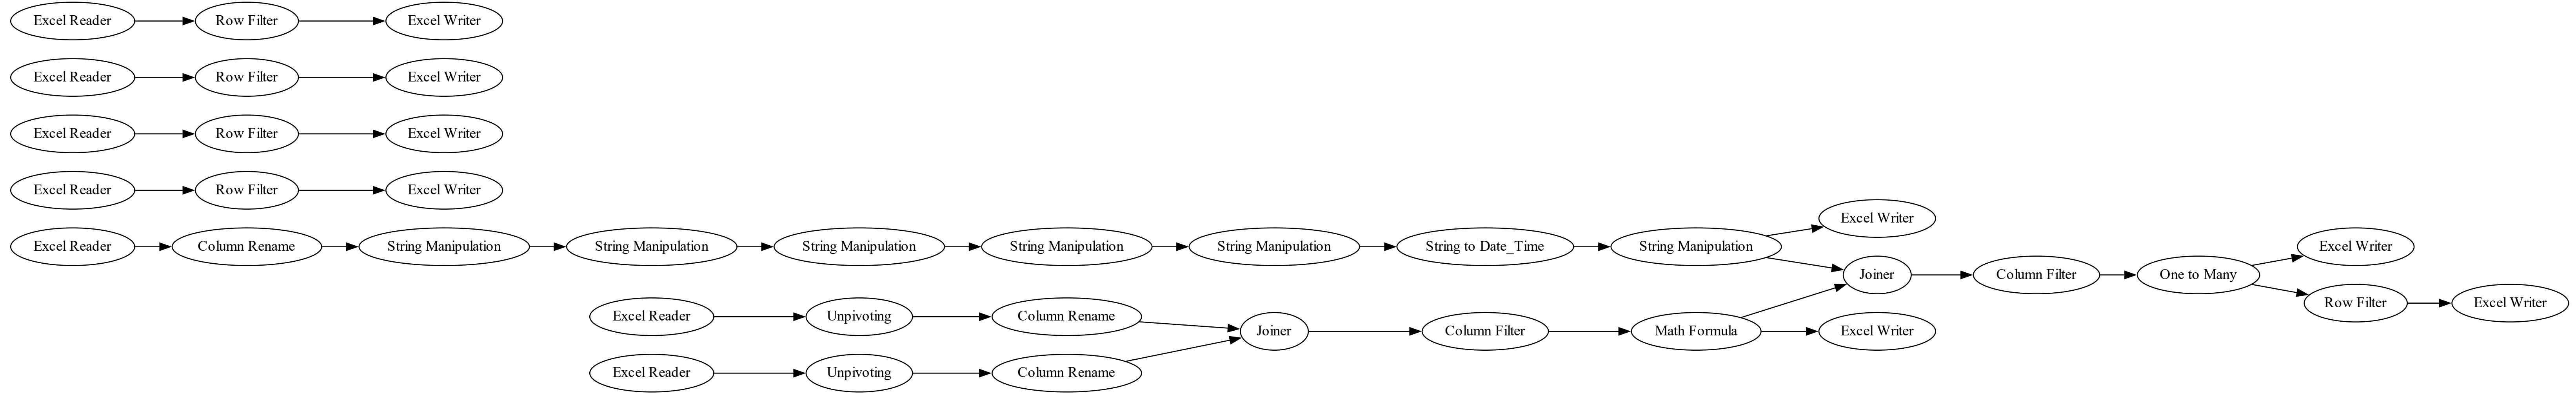 Excel Reader
Row Filter
Excel Writer
Excel Reader
Row Filter
Excel Writer
Excel Reader
Row Filter
Excel Writer
Excel Reader
Row Filter
Excel Writer
Excel Reader
Column Rename
String Manipulation
String Manipulation
String Manipulation
String Manipulation
String Manipulation
String to Date_Time
String Manipulation
Excel Writer
Joiner
Column Filter
One to Many
Excel Writer
Row Filter
Excel Writer
Excel Reader
Unpivoting
Column Rename
Joiner
Column Filter
Math Formula
Excel Writer
Excel Reader
Unpivoting
Column Rename